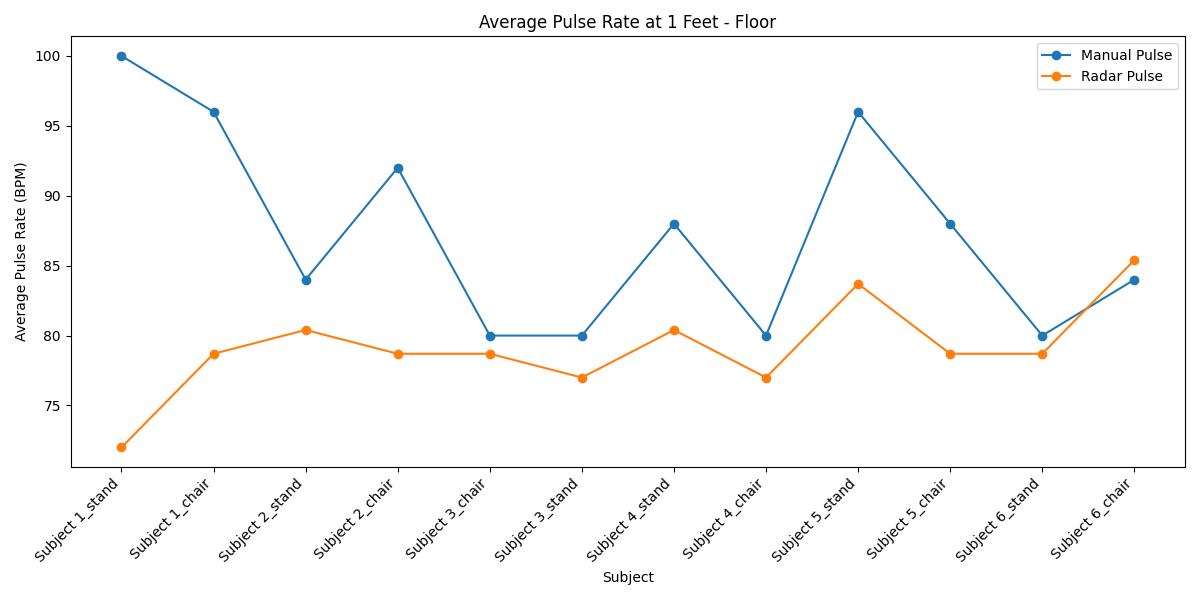 Average Pulse Rate at 1 Feet - Floor
Manual Pulse
Radar Pulse
Average Pulse Rate (BPM)
100
95
90
85
80
75
Subject 1_stand
Subject 1_chair
Subject 2_stand
Subject 2_chair
Subject 3_chair
Subject 3_stand
Subject 4_stand
Subject 4_chair
Subject 5_stand
Subject 5_chair
Subject 6_stand
Subject 6_chair
Subject